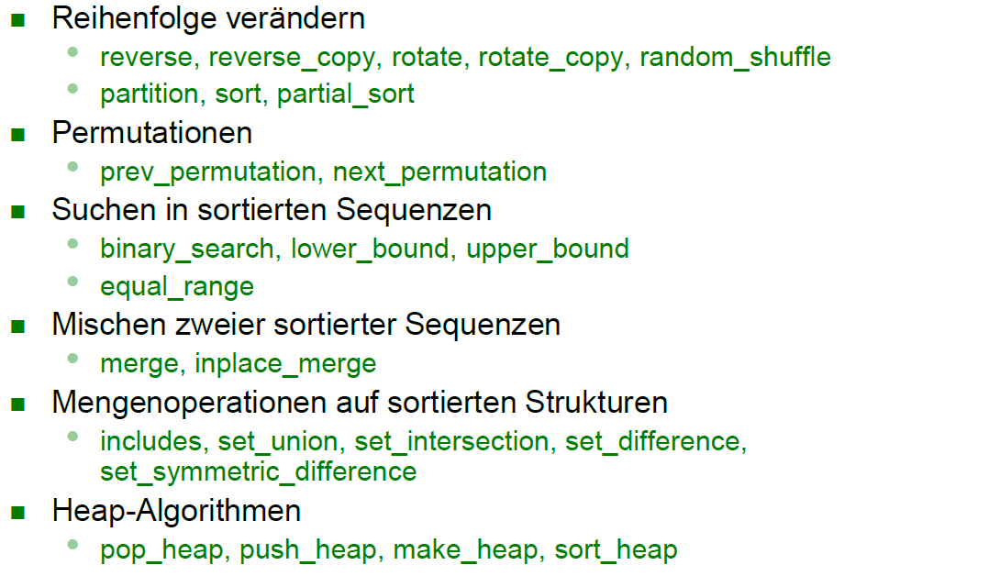 Reihenfolge verändern
reverse, reverse_copy, rotate, rotate_copy, random_shuffle
partition, sort, partial_sort
Permutationen
prev_permutation, next_permutation
Suchen in sortierten Sequenzen
binary_search, lower_bound, upper_bound
equal_range
Mischen zweier sortierter Sequenzen
merge, inplace_merge
Mengenoperationen auf sortierten Strukturen
includes, set_union, set_intersection, set_difference,
set_symmetric_difference
Heap-Algorithmen
pop_heap, push_heap, make_heap, sort_heap